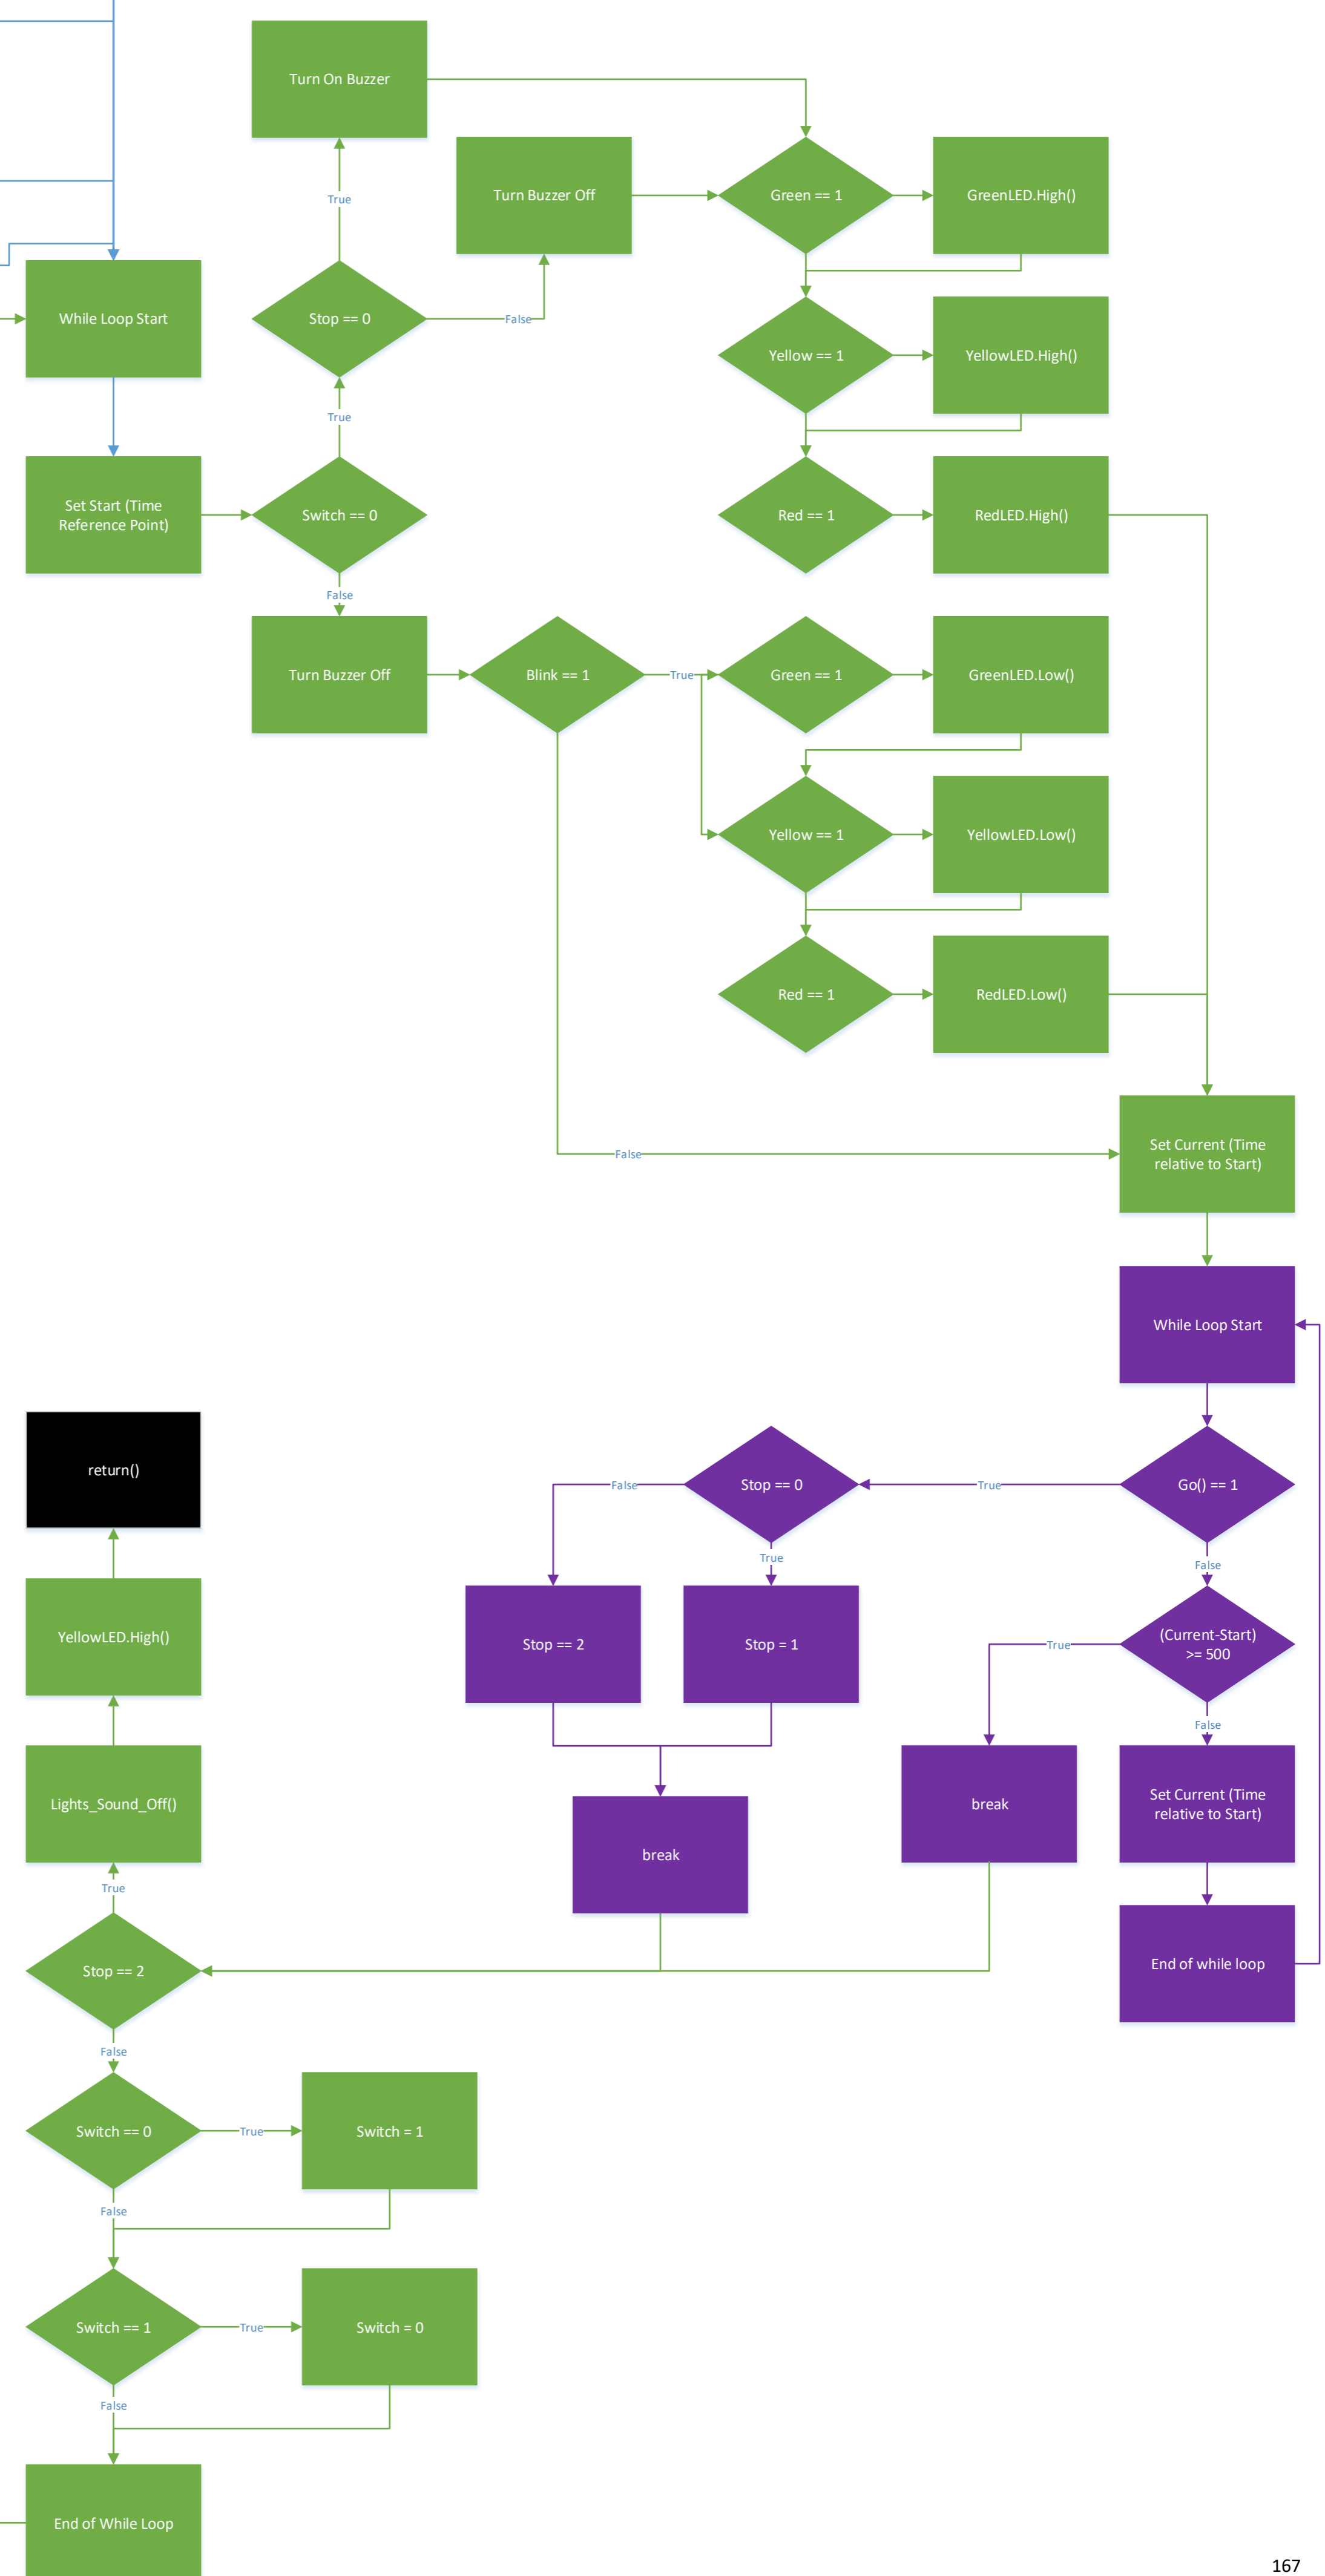 Turn On Buzzer
True
Turn Buzzer Off
Green == 1
GreenLED.High()
While Loop Start
Stop == 0
False
Yellow == 1
YellowLED.High()
True
Set Start (Time
Reference Point)
Switch == 0
Red == 1
RedLED.High()
False
Turn Buzzer Off
Blink == 1
True
Green == 1
GreenLED.Low()
Yellow == 1
YellowLED.Low()
Red == 1
RedLED.Low()
False
Set Current (Time
relative to Start)
While Loop Start
return()
False
Stop == 0
True
Go() == 1
True
False
YellowLED.High()
Stop == 2
Stop = 1
True
(Current-Start)
>= 500
False
Lights_Sound_Off()
break
break
Set Current (Time
relative to Start)
True
Stop == 2
End of while loop
False
Switch == 0
True
Switch = 1
False
Switch == 1
True
Switch = 0
False
End of While Loop
167